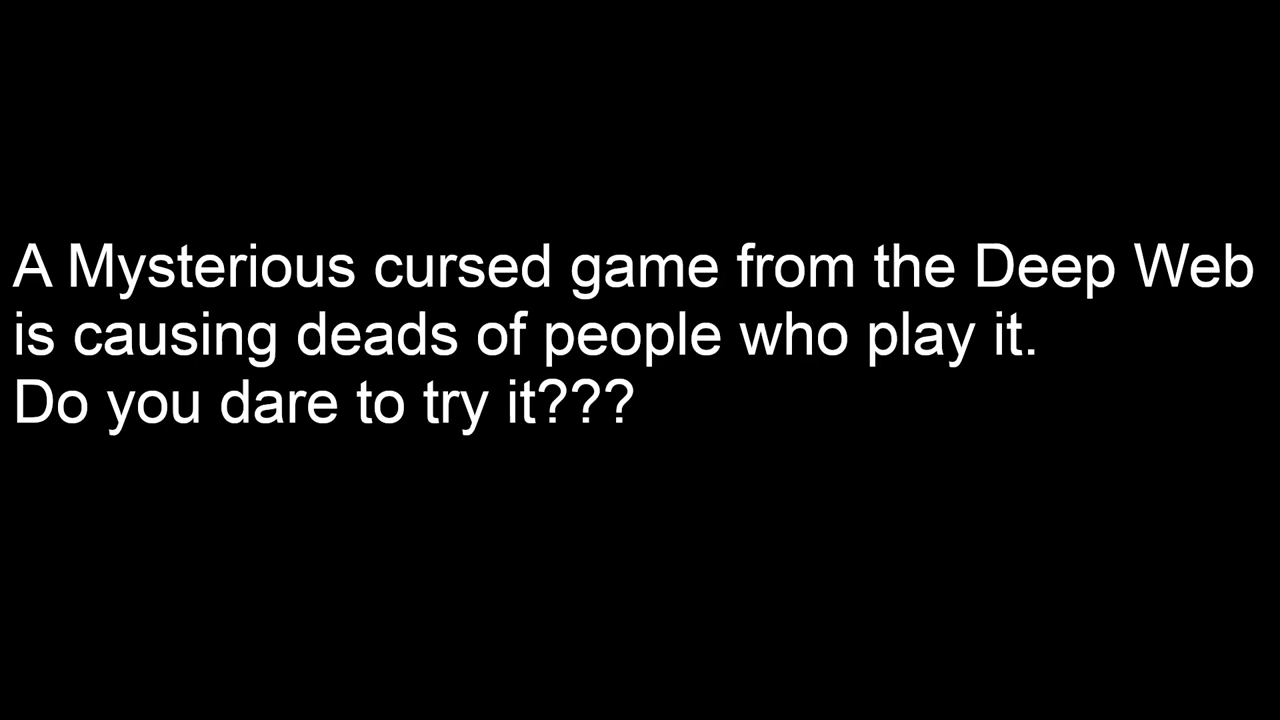 A Mysterious cursed game from the Deep Web
is causing deads of people who play it.
Do you dare to try it???